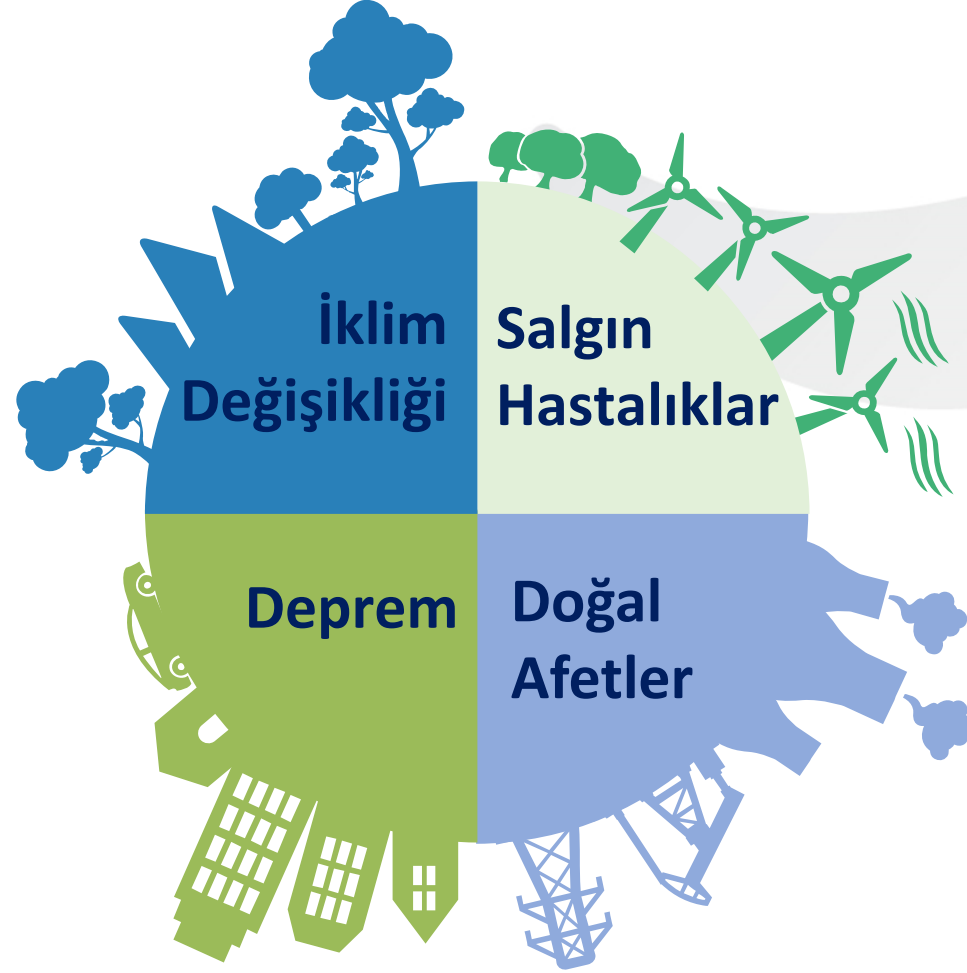 İklim
Değişikliği
Salgın
Hastalıklar
Deprem
Doğal
Afetler